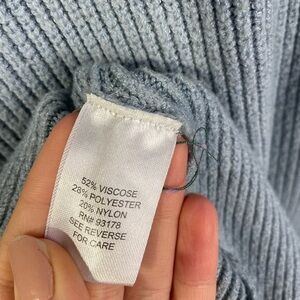 52% VISCOSE
28% POLYESTER
20% NYLON
RN# 93178
SEE REVERSE
FOR CARE